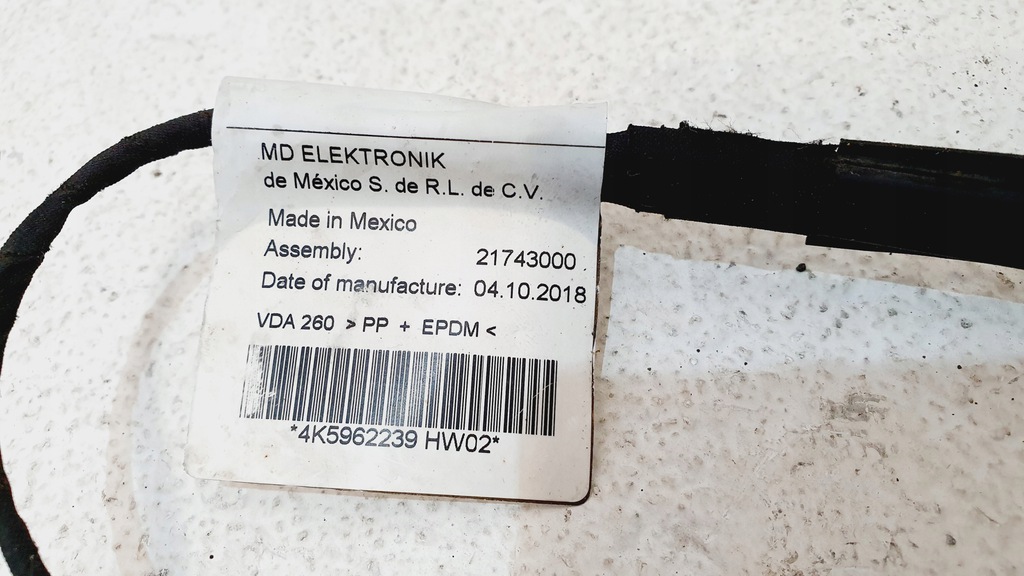 MD ELEKTRONIK
de México S. de R.L. de C.V.
Made in Mexico
Assembly: 21743000
Date of manufacture: 04.10.2018
VDA 260 > PP + EPDM <
*4K5962239 HW02*